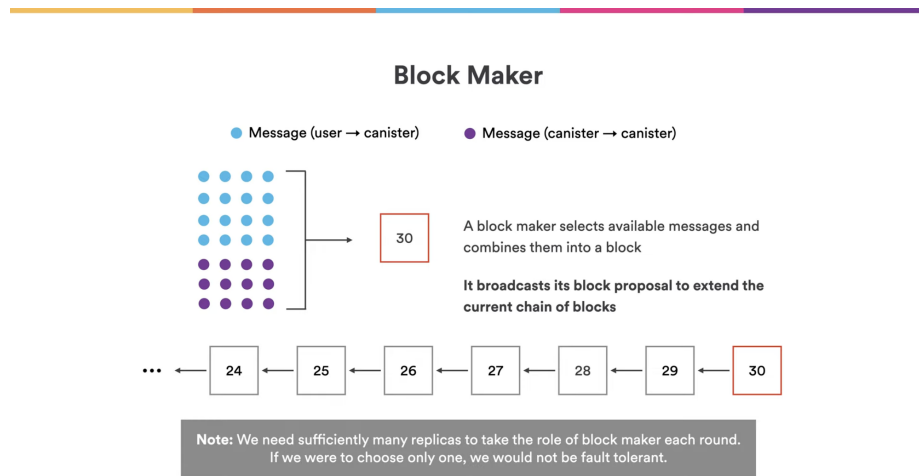 Block Maker
Message (user → canister)
Message (canister → canister)
30
A block maker selects available messages and
combines them into a block
It broadcasts its block proposal to extend the
current chain of blocks
... 24 25 26 27 28 29 30
Note: We need sufficiently many replicas to take the role of block maker each round.
If we were to choose only one, we would not be fault tolerant.